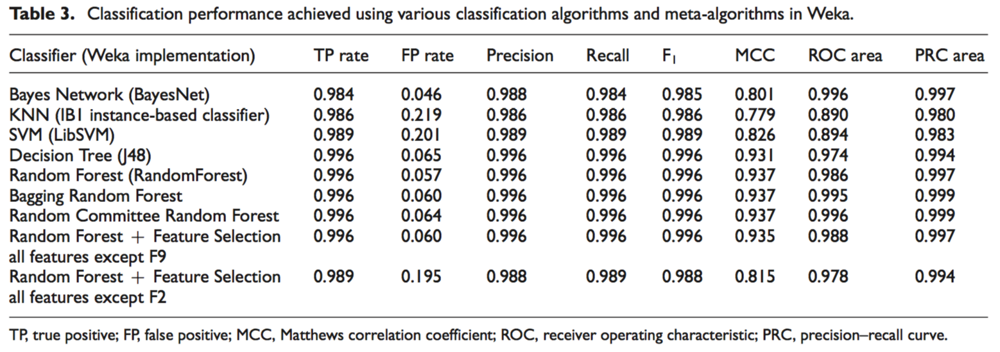 Table 3. Classification performance achieved using various classification algorithms and meta-algorithms in Weka.
Classifier (Weka implementation) TP rate FP rate Precision Recall F1 MCC ROC area PRC area
Bayes Network (BayesNet) 0.984 0.046 0.988 0.984 0.985 0.801 0.996 0.997
KNN (IB1 instance-based classifier) 0.986 0.219 0.986 0.986 0.986 0.779 0.890 0.980
SVM (LibSVM) 0.989 0.201 0.989 0.989 0.989 0.826 0.894 0.983
Decision Tree (J48) 0.996 0.065 0.996 0.996 0.996 0.931 0.974 0.994
Random Forest (RandomForest) 0.996 0.057 0.996 0.996 0.996 0.937 0.986 0.997
Bagging Random Forest 0.996 0.060 0.996 0.996 0.996 0.937 0.995 0.999
Random Committee Random Forest 0.996 0.064 0.996 0.996 0.996 0.937 0.996 0.999
Random Forest + Feature Selection 0.996 0.060 0.996 0.996 0.996 0.935 0.988 0.997
all features except F9
Random Forest + Feature Selection 0.989 0.195 0.988 0.989 0.988 0.815 0.978 0.994
all features except F2
TP, true positive; FP, false positive; MCC, Matthews correlation coefficient; ROC, receiver operating characteristic; PRC, precision–recall curve.